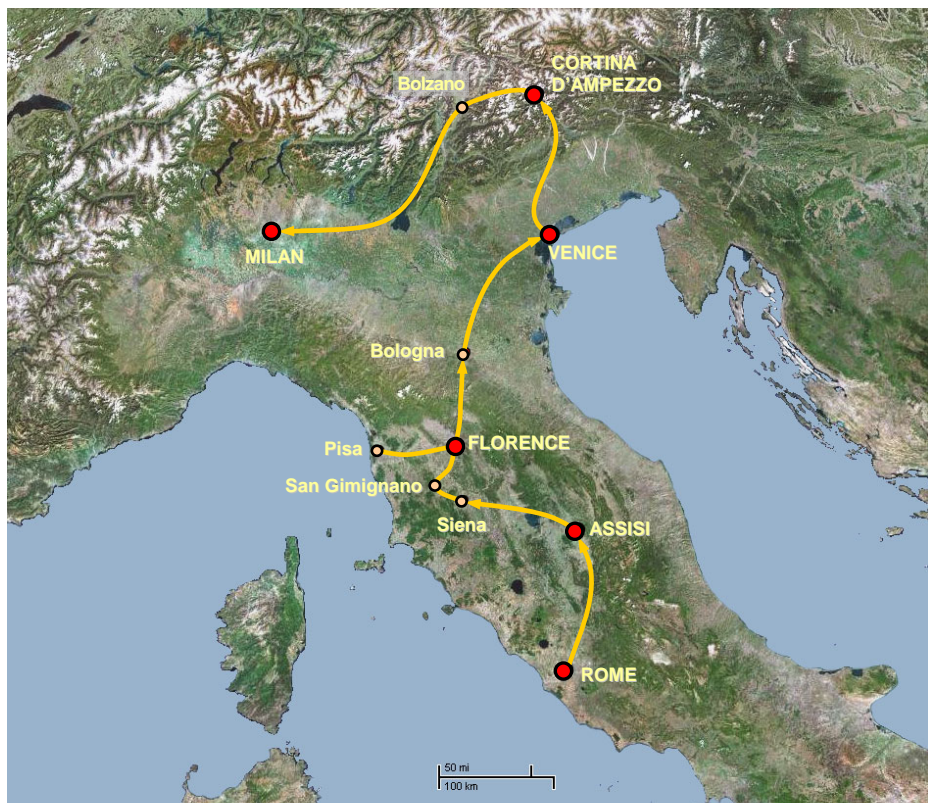 CORTINA
D'AMPEZZO
Bolzano
MILAN
VENICE
Bologna
FLORENCE
Pisa
San Gimignano
Siena
ASSISI
ROME
50 mi
100 km